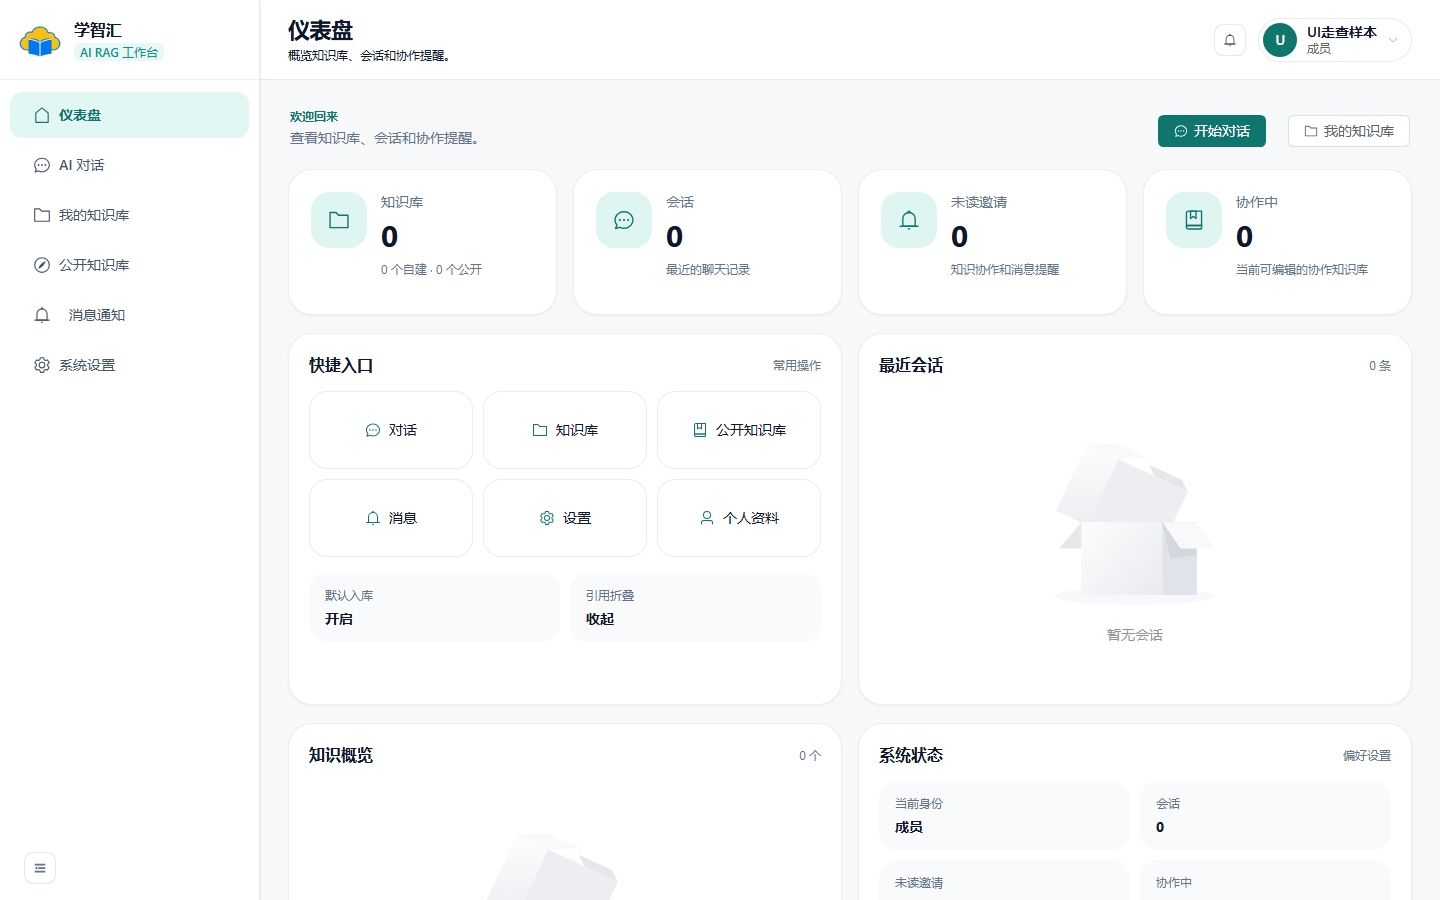 学智汇
AI RAG 工作台
仪表盘
AI 对话
我的知识库
公开知识库
消息通知
系统设置
仪表盘
概览知识库、会话和协作提醒。
U
UI走查样本
成员
欢迎回来
查看知识库、会话和协作提醒。
开始对话
我的知识库
知识库
0
0 个自建 · 0 个公开
会话
0
最近的聊天记录
未读邀请
0
知识协作和消息提醒
协作中
0
当前可编辑的协作知识库
快捷入口
常用操作
对话
知识库
公开知识库
消息
设置
个人资料
默认入库
开启
引用折叠
收起
最近会话
0 条
暂无会话
知识概览
0 个
系统状态
偏好设置
当前身份
成员
会话
0
未读邀请
协作中